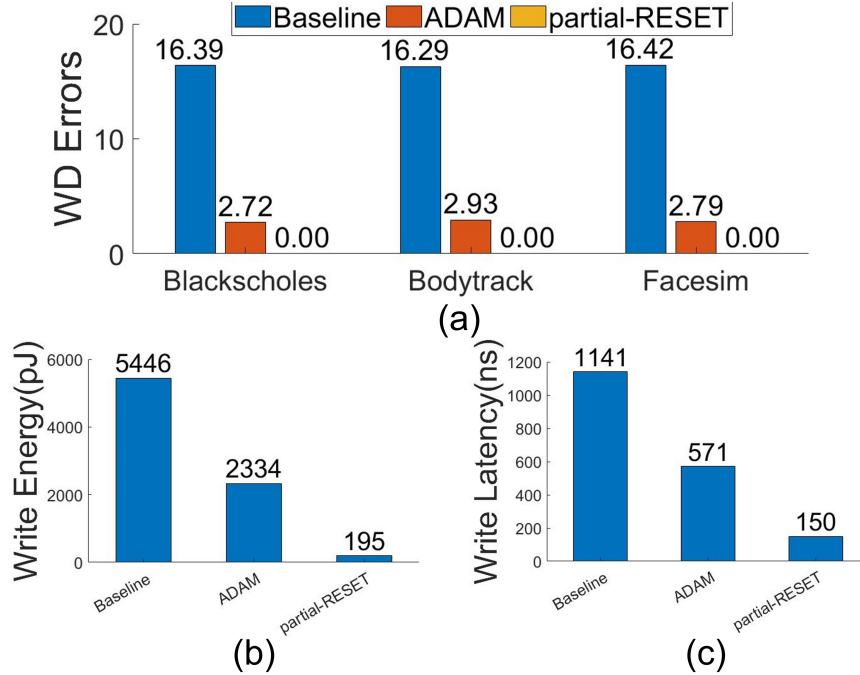 Baseline ADAM partial-RESET
WD Errors
20
10
0
16.39
2.72
0.00
16.29
2.93
0.00
16.42
2.79
0.00
Blackscholes Bodytrack Facesim
(a)
Write Energy(pJ)
6000
4000
2000
0
5446
2334
195
Baseline
ADAM
partial-RESET
(b)
Write Latency(ns)
1200
1000
800
600
400
200
0
1141
571
150
Baseline
ADAM
partial-RESET
(c)